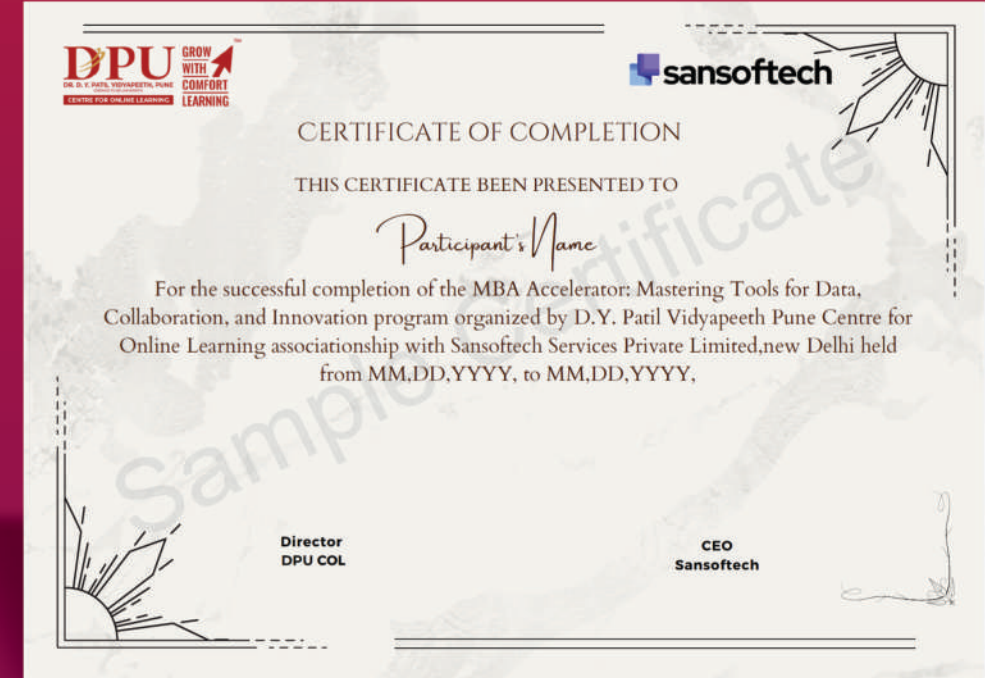 DPU
DR. D. Y. PATIL VIDYAPEETH, PUNE
CENTRE FOR ONLINE LEARNING
GROW
WITH
COMFORT
LEARNING
TM
sansoftech
CERTIFICATE OF COMPLETION
THIS CERTIFICATE BEEN PRESENTED TO
Participant's Name
For the successful completion of the MBA Accelerator: Mastering Tools for Data,
Collaboration, and Innovation program organized by D.Y. Patil Vidyapeeth Pune Centre for
Online Learning associationship with Sansoftech Services Private Limited,new Delhi held
from MM,DD,YYYY, to MM,DD,YYYY,
Sample Certificate
Director
DPU COL
CEO
Sansoftech